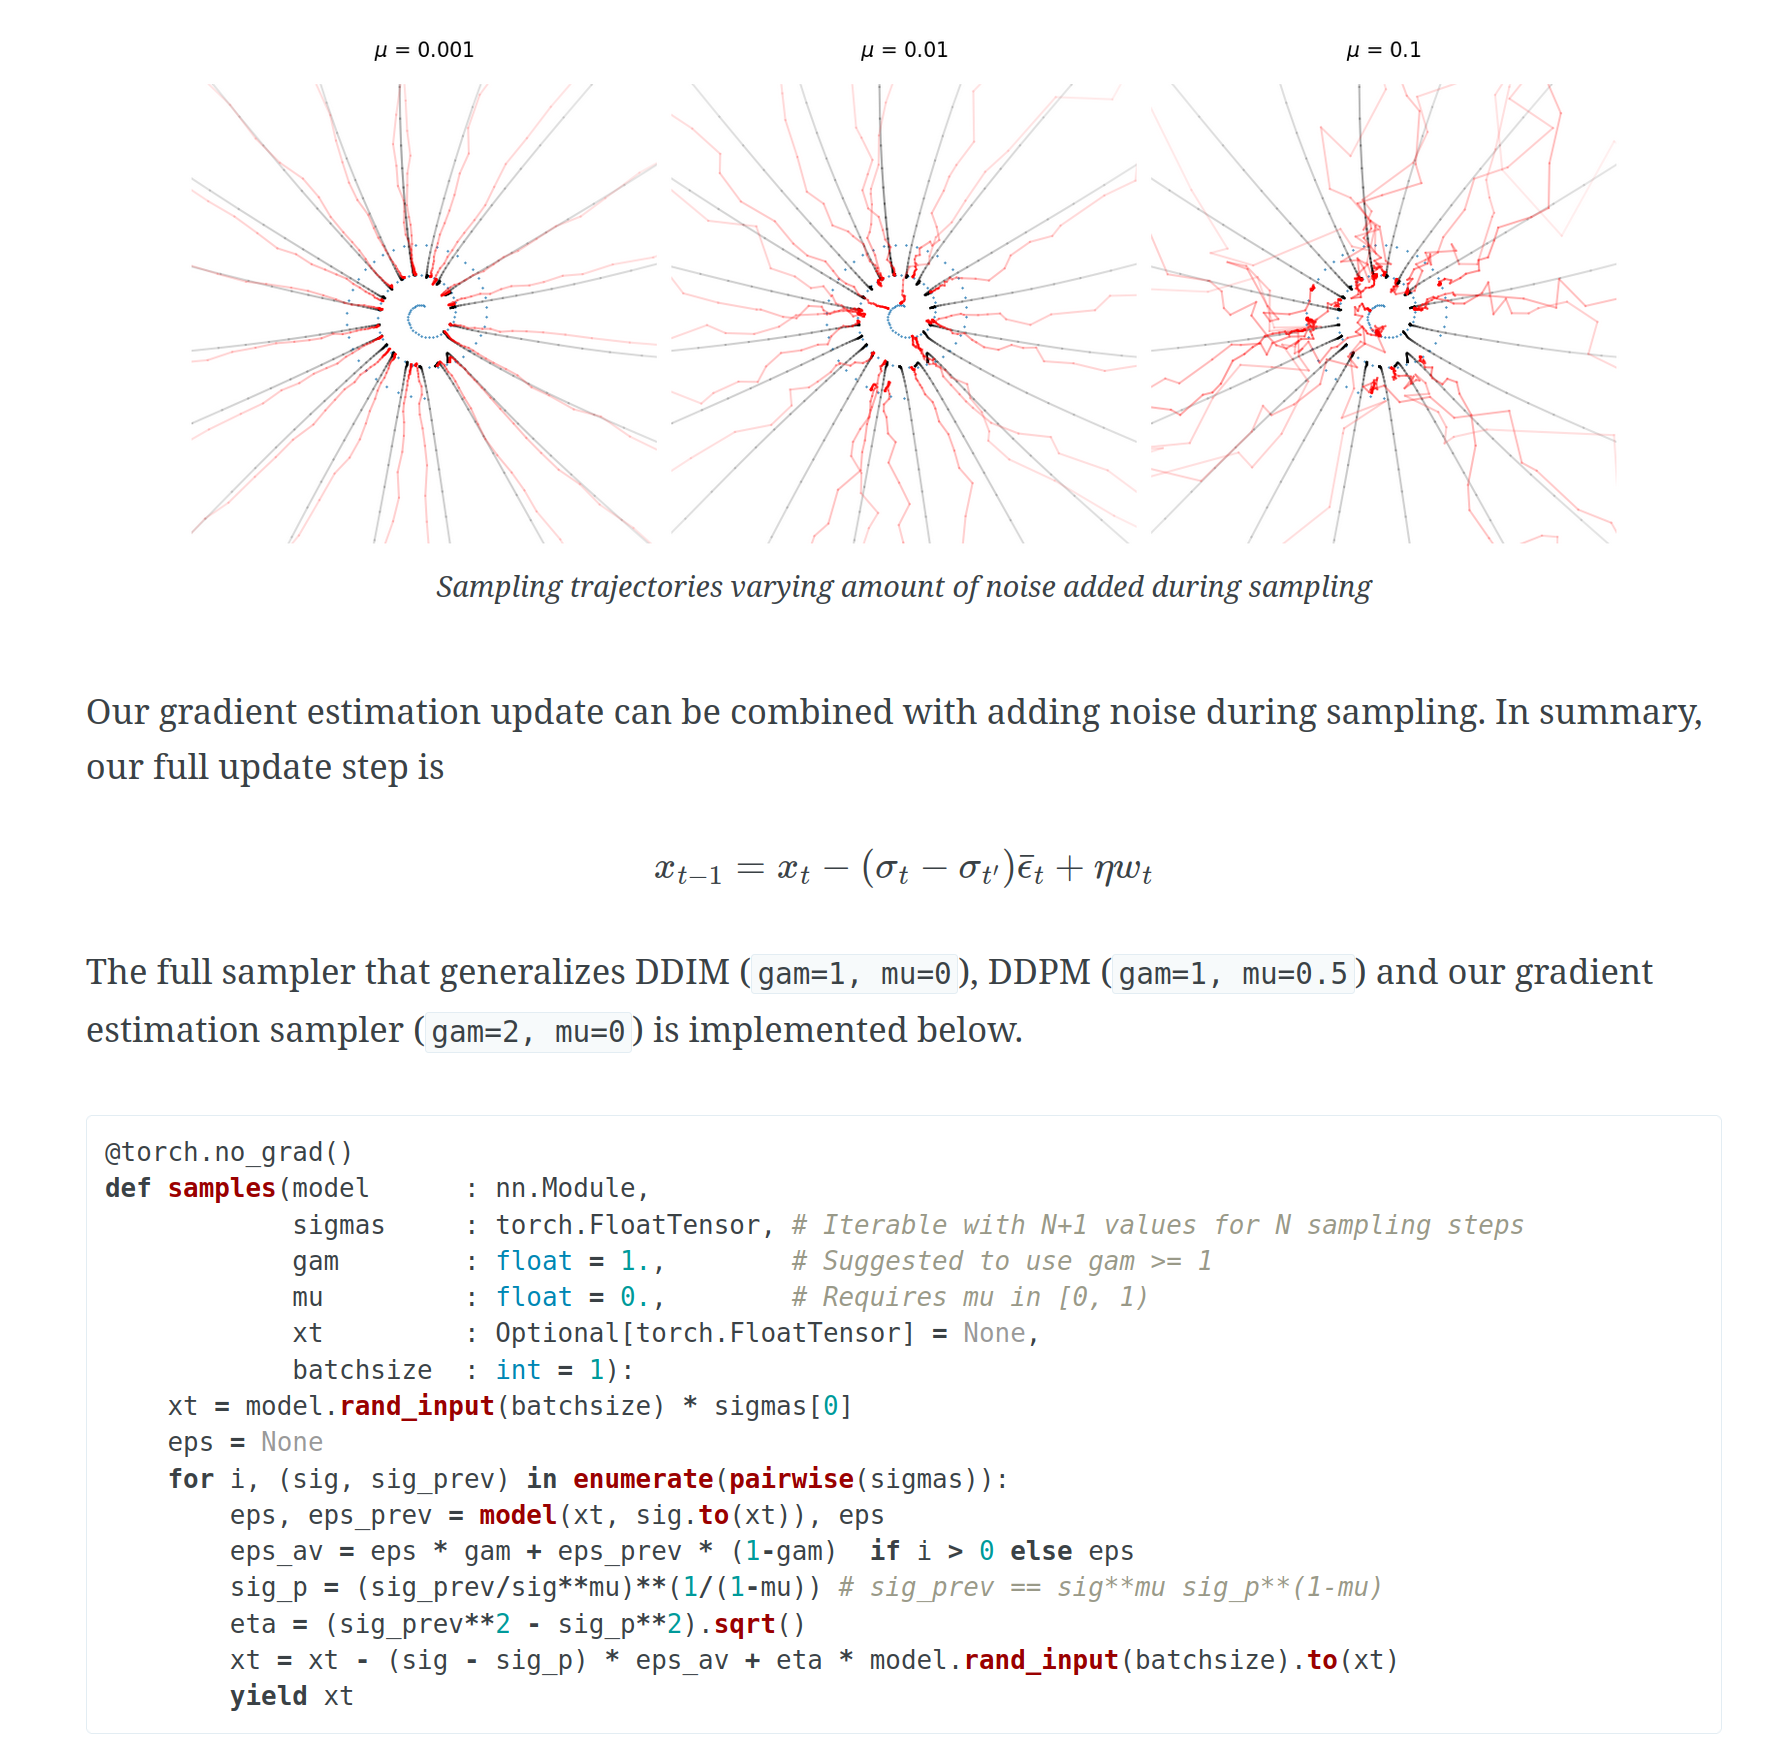 μ = 0.001 μ = 0.01 μ = 0.1
Sampling trajectories varying amount of noise added during sampling
Our gradient estimation update can be combined with adding noise during sampling. In summary,
our full update step is
x_{t−1} = x_t − (σ_t − σ_{t′})ϵ̄_t + ηw_t
The full sampler that generalizes DDIM (gam=1, mu=0), DDPM (gam=1, mu=0.5) and our gradient
estimation sampler (gam=2, mu=0) is implemented below.
@torch.no_grad()
def samples(model      : nn.Module,
            sigmas     : torch.FloatTensor, # Iterable with N+1 values for N sampling steps
            gam        : float = 1.,        # Suggested to use gam >= 1
            mu         : float = 0.,        # Requires mu in [0, 1)
            xt         : Optional[torch.FloatTensor] = None,
            batchsize  : int = 1):
    xt = model.rand_input(batchsize) * sigmas[0]
    eps = None
    for i, (sig, sig_prev) in enumerate(pairwise(sigmas)):
        eps, eps_prev = model(xt, sig.to(xt)), eps
        eps_av = eps * gam + eps_prev * (1-gam)  if i > 0 else eps
        sig_p = (sig_prev/sig**mu)**(1/(1-mu)) # sig_prev == sig**mu sig_p**(1-mu)
        eta = (sig_prev**2 - sig_p**2).sqrt()
        xt = xt - (sig - sig_p) * eps_av + eta * model.rand_input(batchsize).to(xt)
        yield xt